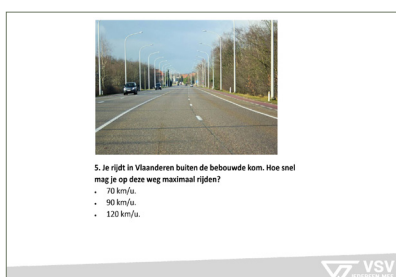 5. Je rijdt in Vlaanderen buiten de bebouwde kom. Hoe snel
mag je op deze weg maximaal rijden?
• 70 km/u.
• 90 km/u.
• 120 km/u.
VSV